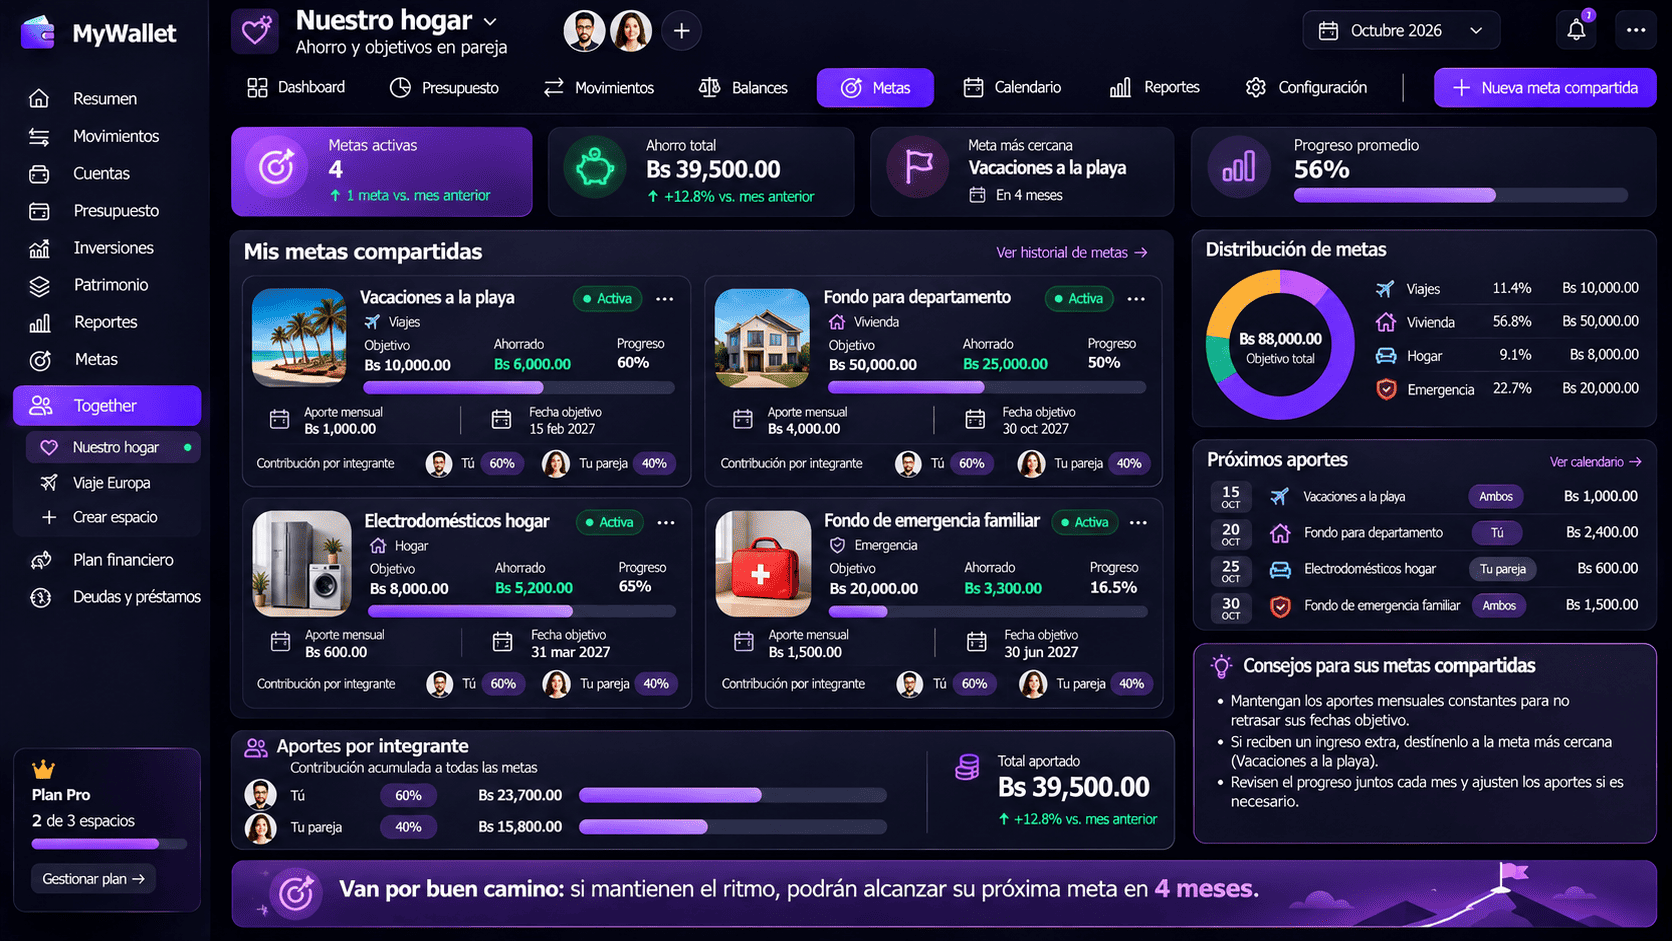 MyWallet
Resumen
Movimientos
Cuentas
Presupuesto
Inversiones
Patrimonio
Reportes
Metas
Together
Nuestro hogar
Viaje Europa
Crear espacio
Plan financiero
Deudas y préstamos
Plan Pro
2 de 3 espacios
Gestionar plan →
Nuestro hogar
Ahorro y objetivos en pareja
Octubre 2026
7
Dashboard
Presupuesto
Movimientos
Balances
Metas
Calendario
Reportes
Configuración
+ Nueva meta compartida
Metas activas
4
↑ 1 meta vs. mes anterior
Ahorro total
Bs 39,500.00
↑ +12.8% vs. mes anterior
Meta más cercana
Vacaciones a la playa
En 4 meses
Progreso promedio
56%
Mis metas compartidas
Ver historial de metas →
Vacaciones a la playa
Activa
Viajes
Objetivo
Bs 10,000.00
Ahorrado
Bs 6,000.00
Progreso
60%
Aporte mensual
Bs 1,000.00
Fecha objetivo
15 feb 2027
Contribución por integrante
Tú 60%
Tu pareja 40%
Fondo para departamento
Activa
Vivienda
Objetivo
Bs 50,000.00
Ahorrado
Bs 25,000.00
Progreso
50%
Aporte mensual
Bs 4,000.00
Fecha objetivo
30 oct 2027
Contribución por integrante
Tú 60%
Tu pareja 40%
Electrodomésticos hogar
Activa
Hogar
Objetivo
Bs 8,000.00
Ahorrado
Bs 5,200.00
Progreso
65%
Aporte mensual
Bs 600.00
Fecha objetivo
31 mar 2027
Contribución por integrante
Tú 60%
Tu pareja 40%
Fondo de emergencia familiar
Activa
Emergencia
Objetivo
Bs 20,000.00
Ahorrado
Bs 3,300.00
Progreso
16.5%
Aporte mensual
Bs 1,500.00
Fecha objetivo
30 jun 2027
Contribución por integrante
Tú 60%
Tu pareja 40%
Aportes por integrante
Contribución acumulada a todas las metas
Tú 60% Bs 23,700.00
Tu pareja 40% Bs 15,800.00
Total aportado
Bs 39,500.00
↑ +12.8% vs. mes anterior
Distribución de metas
Bs 88,000.00
Objetivo total
Viajes 11.4% Bs 10,000.00
Vivienda 56.8% Bs 50,000.00
Hogar 9.1% Bs 8,000.00
Emergencia 22.7% Bs 20,000.00
Próximos aportes
Ver calendario →
15 OCT Vacaciones a la playa Ambos Bs 1,000.00
20 OCT Fondo para departamento Tú Bs 2,400.00
25 OCT Electrodomésticos hogar Tu pareja Bs 600.00
30 OCT Fondo de emergencia familiar Ambos Bs 1,500.00
Consejos para sus metas compartidas
• Mantengan los aportes mensuales constantes para no
retrasar sus fechas objetivo.
• Si reciben un ingreso extra, destínenlo a la meta más cercana
(Vacaciones a la playa).
• Revisen el progreso juntos cada mes y ajusten los aportes si es
necesario.
Van por buen camino: si mantienen el ritmo, podrán alcanzar su próxima meta en 4 meses.